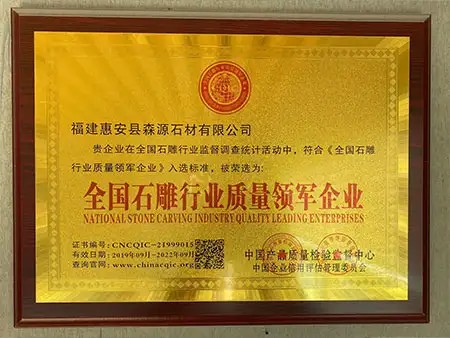 福建惠安县森源石材有限公司
贵企业在全国石雕行业监督调查统计活动中，符合《全国石雕
行业质量领军企业》入选标准，被荣选为：
全国石雕行业质量领军企业
NATIONAL STONE CARVING INDUSTRY QUALITY LEADING ENTERPRISES
证书编号：CNCQIC-21999015
有效日期：2019年09月-2022年09月
查询官网：www.chinacqic.org
中国产品质量检验监督中心
中国企业信用评估管理委员会